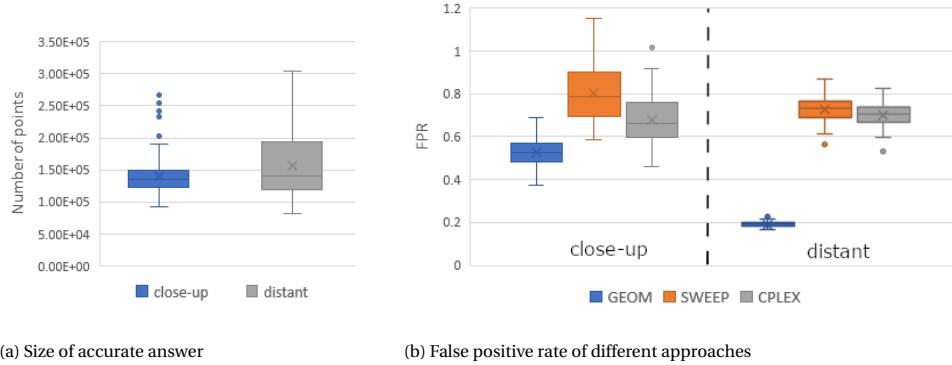 3.50E+05
3.00E+05
2.50E+05
2.00E+05
1.50E+05
1.00E+05
5.00E+04
0.00E+00
Number of points
close-up distant
(a) Size of accurate answer
1.2
1
0.8
0.6
0.4
0.2
0
FPR
close-up distant
GEOM SWEEP CPLEX
(b) False positive rate of different approaches